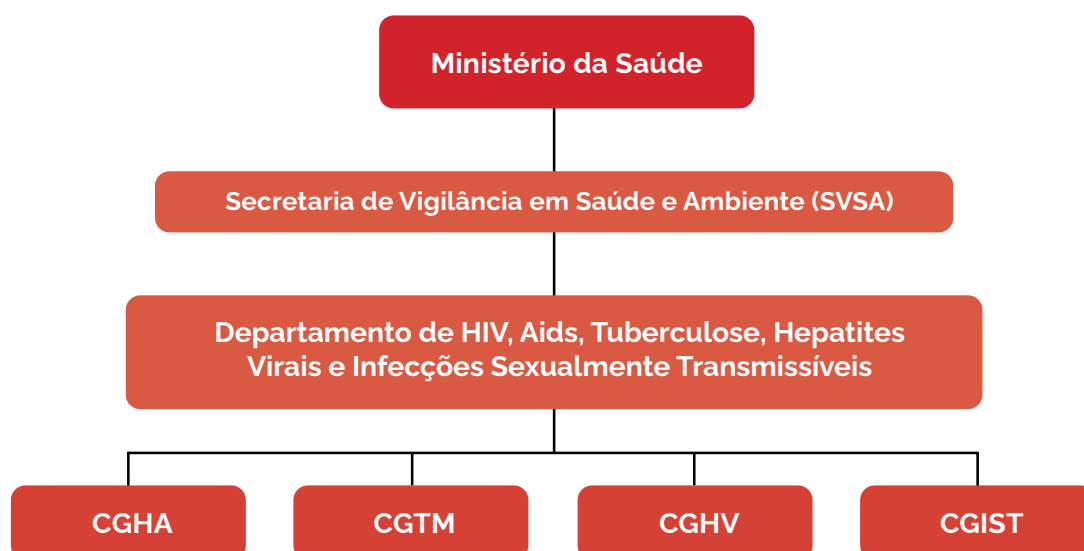 Ministério da Saúde
Secretaria de Vigilância em Saúde e Ambiente (SVSA)
Departamento de HIV, Aids, Tuberculose, Hepatites
Virais e Infecções Sexualmente Transmissíveis
CGHA
CGTM
CGHV
CGIST